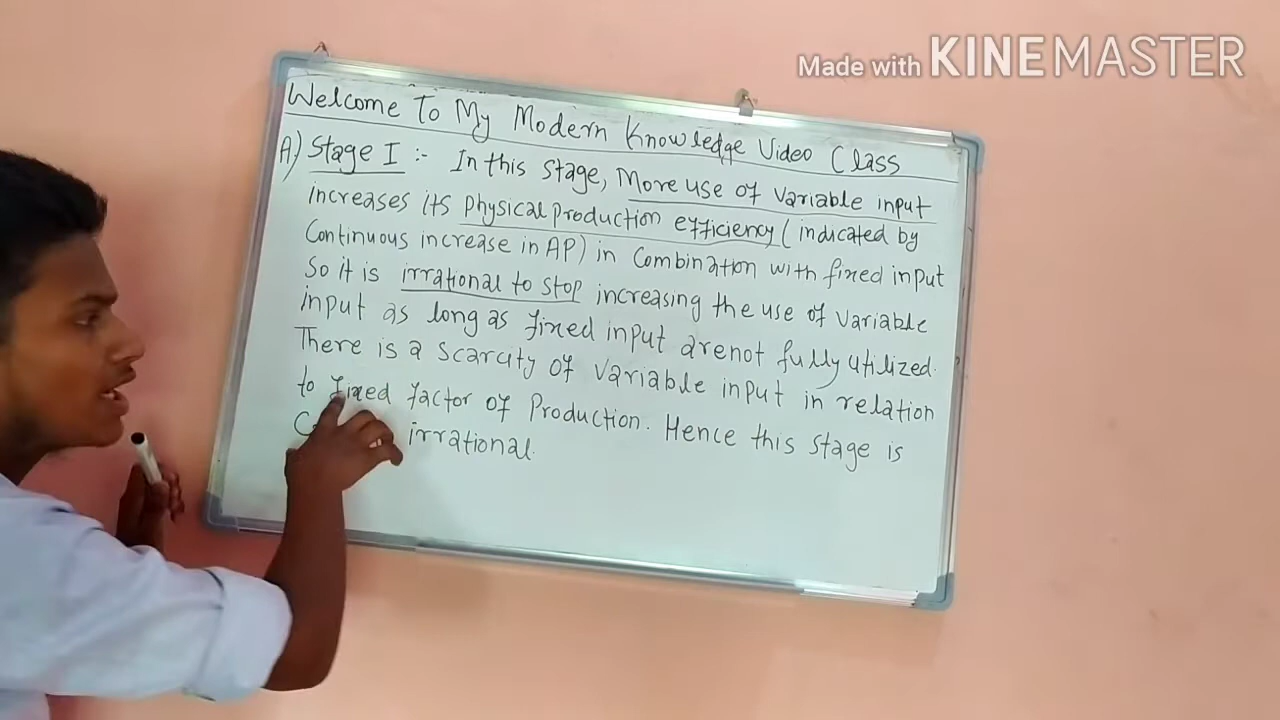 Made with KINEMASTER
Welcome To My Modern Knowledge Video Class
A) Stage I :- In this stage, More use of variable input
increases its physical production efficiency (indicated by
Continuous increase in AP) in Combination with fixed input
So it is irrational to stop increasing the use of variable
input as long as fixed input are not fully utilized.
There is a scarcity of variable input in relation
to fixed factor of Production. Hence this stage is
irrational.